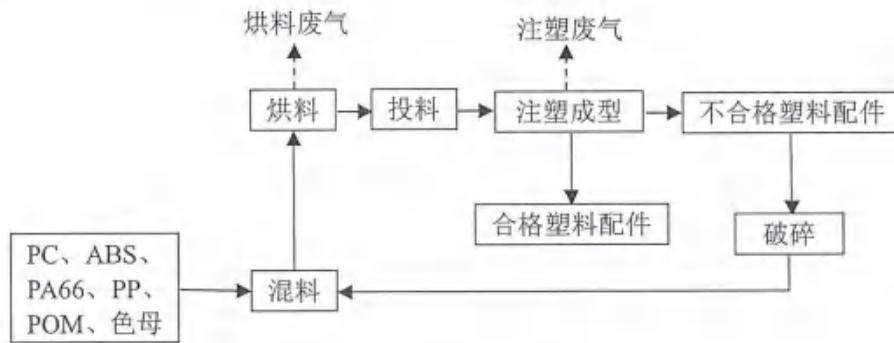 烘料废气
注塑废气
烘料
投料
注塑成型
不合格塑料配件
合格塑料配件
破碎
PC、ABS、
PA66、PP、
POM、色母
混料